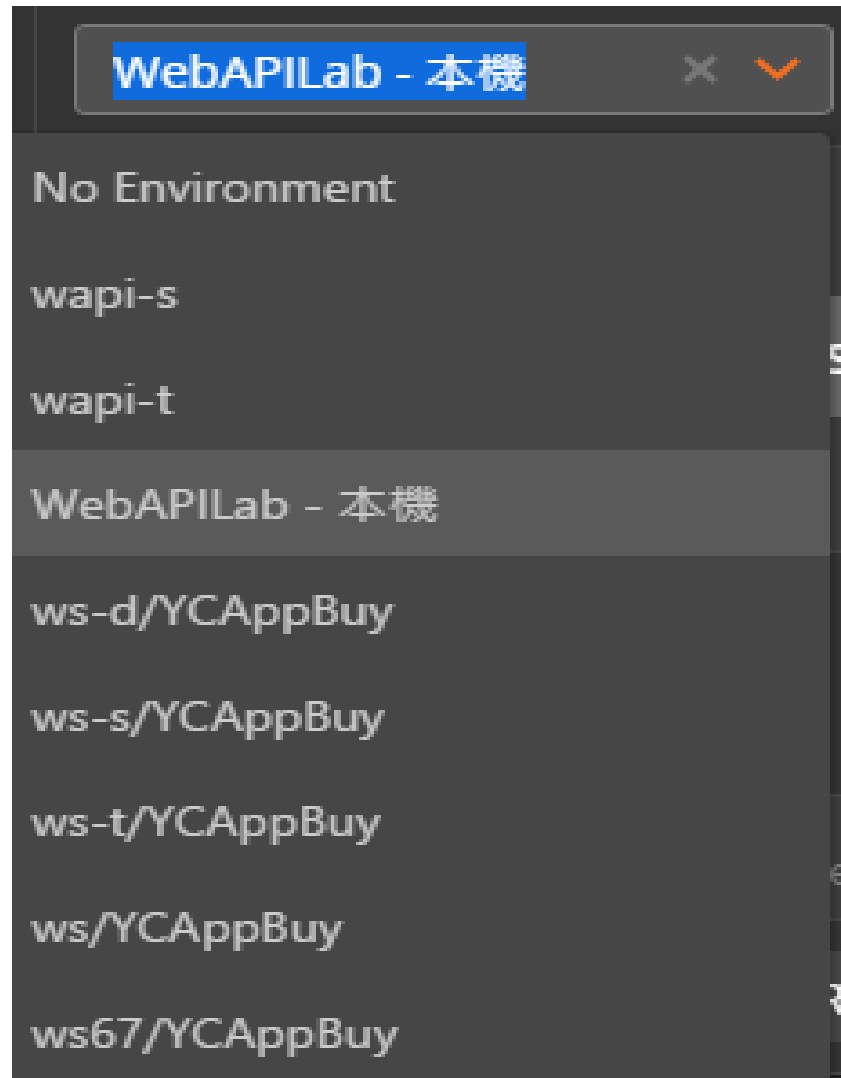 WebAPILab - 本機
No Environment
wapi-s
wapi-t
WebAPILab - 本機
ws-d/YCAppBuy
ws-s/YCAppBuy
ws-t/YCAppBuy
ws/YCAppBuy
ws67/YCAppBuy